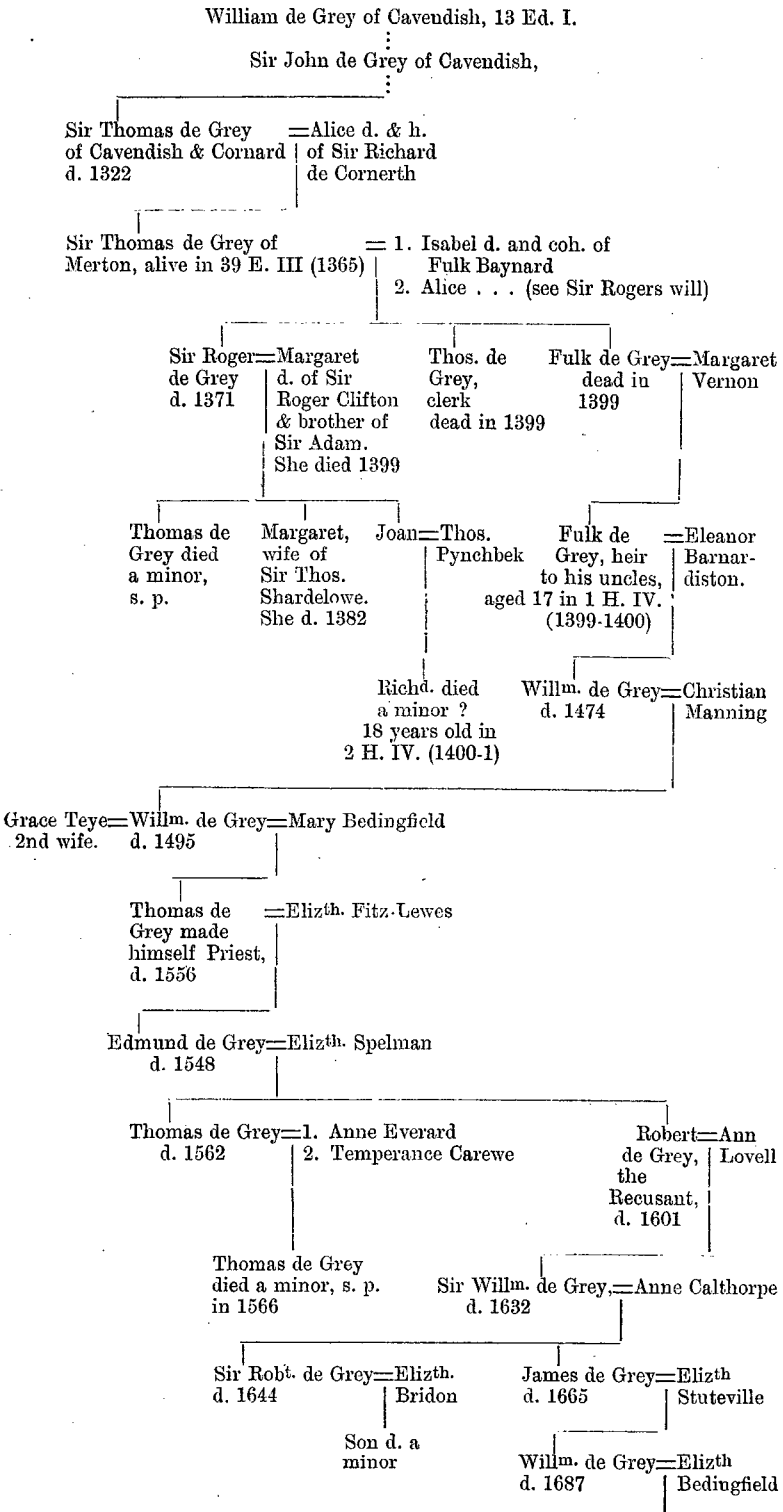 William de Grey of Cavendish, 13 Ed. I.
Sir John de Grey of Cavendish,
Sir Thomas de Grey
of Cavendish & Cornard
d. 1322
=Alice d. & h.
of Sir Richard
de Cornerth
Sir Thomas de Grey of
Merton, alive in 39 E. III (1365)
= 1. Isabel d. and coh. of
Fulk Baynard
2. Alice . . . (see Sir Rogers will)
Sir Roger=Margaret
de Grey
d. 1371
d. of Sir
Roger Clifton
& brother of
Sir Adam.
She died 1399
Thos. de
Grey,
clerk
dead in 1399
Fulk de Grey=Margaret
dead in
1399
Vernon
Thomas de
Grey died
a minor,
s. p.
Margaret,
wife of
Sir Thos.
Shardelowe.
She d. 1382
Joan=Thos.
Pynchbek
Fulk de
Grey, heir
to his uncles,
aged 17 in 1 H. IV.
(1399-1400)
=Eleanor
Barnar-
diston.
Richd. died
a minor ?
18 years old in
2 H. IV. (1400-1)
Willm. de Grey=Christian
d. 1474
Manning
Grace Teye=Willm. de Grey=Mary Bedingfield
2nd wife.
d. 1495
Thomas de
Grey made
himself Priest,
d. 1556
=Elizth. Fitz-Lewes
Edmund de Grey=Elizth. Spelman
d. 1548
Thomas de Grey=1. Anne Everard
d. 1562
2. Temperance Carewe
Robert=Ann
de Grey,
the
Recusant,
d. 1601
Lovell
Thomas de Grey
died a minor, s. p.
in 1566
Sir Willm. de Grey,=Anne Calthorpe
d. 1632
Sir Robt. de Grey=Elizth.
d. 1644
Bridon
James de Grey=Elizth
d. 1665
Stuteville
Son d. a
minor
Willm. de Grey=Elizth
d. 1687
Bedingfield